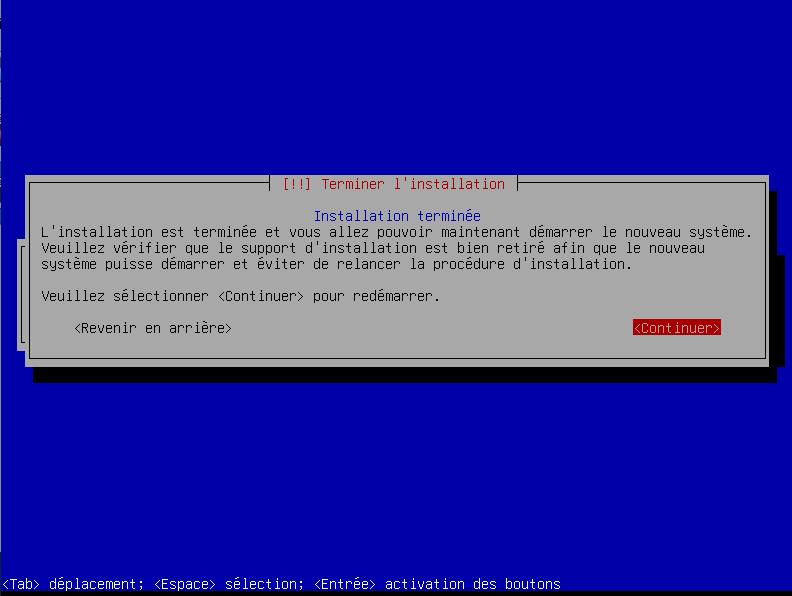 [!!] Terminer l'installation
Installation terminée
L'installation est terminée et vous allez pouvoir maintenant démarrer le nouveau système.
Veuillez vérifier que le support d'installation est bien retiré afin que le nouveau
système puisse démarrer et éviter de relancer la procédure d'installation.
Veuillez sélectionner <Continuer> pour redémarrer.
<Revenir en arrière> <Continuer>
<Tab> déplacement; <Espace> sélection; <Entrée> activation des boutons